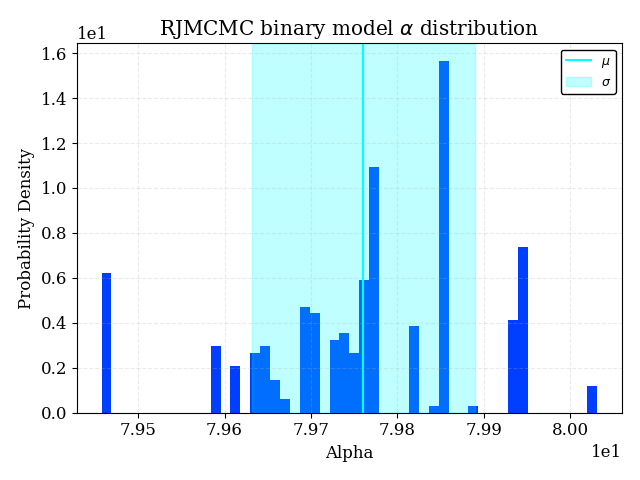 RJMCMC binary model α distribution
1e1
1.6
1.4
1.2
1.0
0.8
0.6
0.4
0.2
0.0
Probability Density
μ
σ
7.95 7.96 7.97 7.98 7.99 8.00
1e1
Alpha